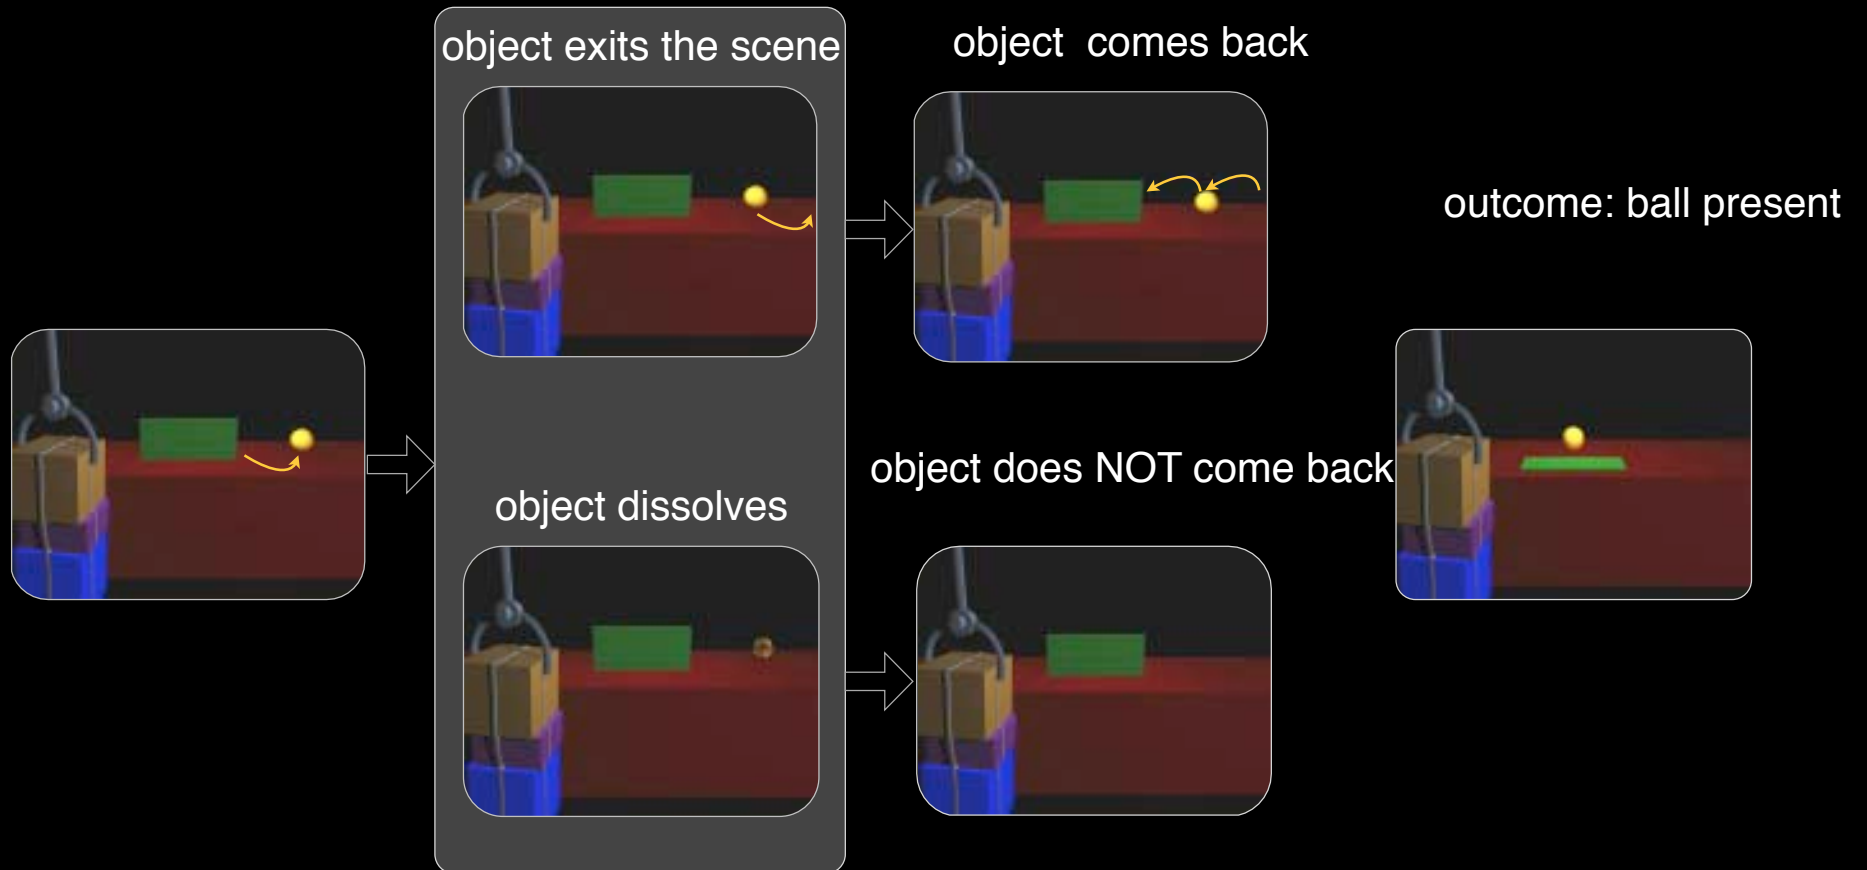 object exits the scene
object comes back
outcome: ball present
object does NOT come back
object dissolves